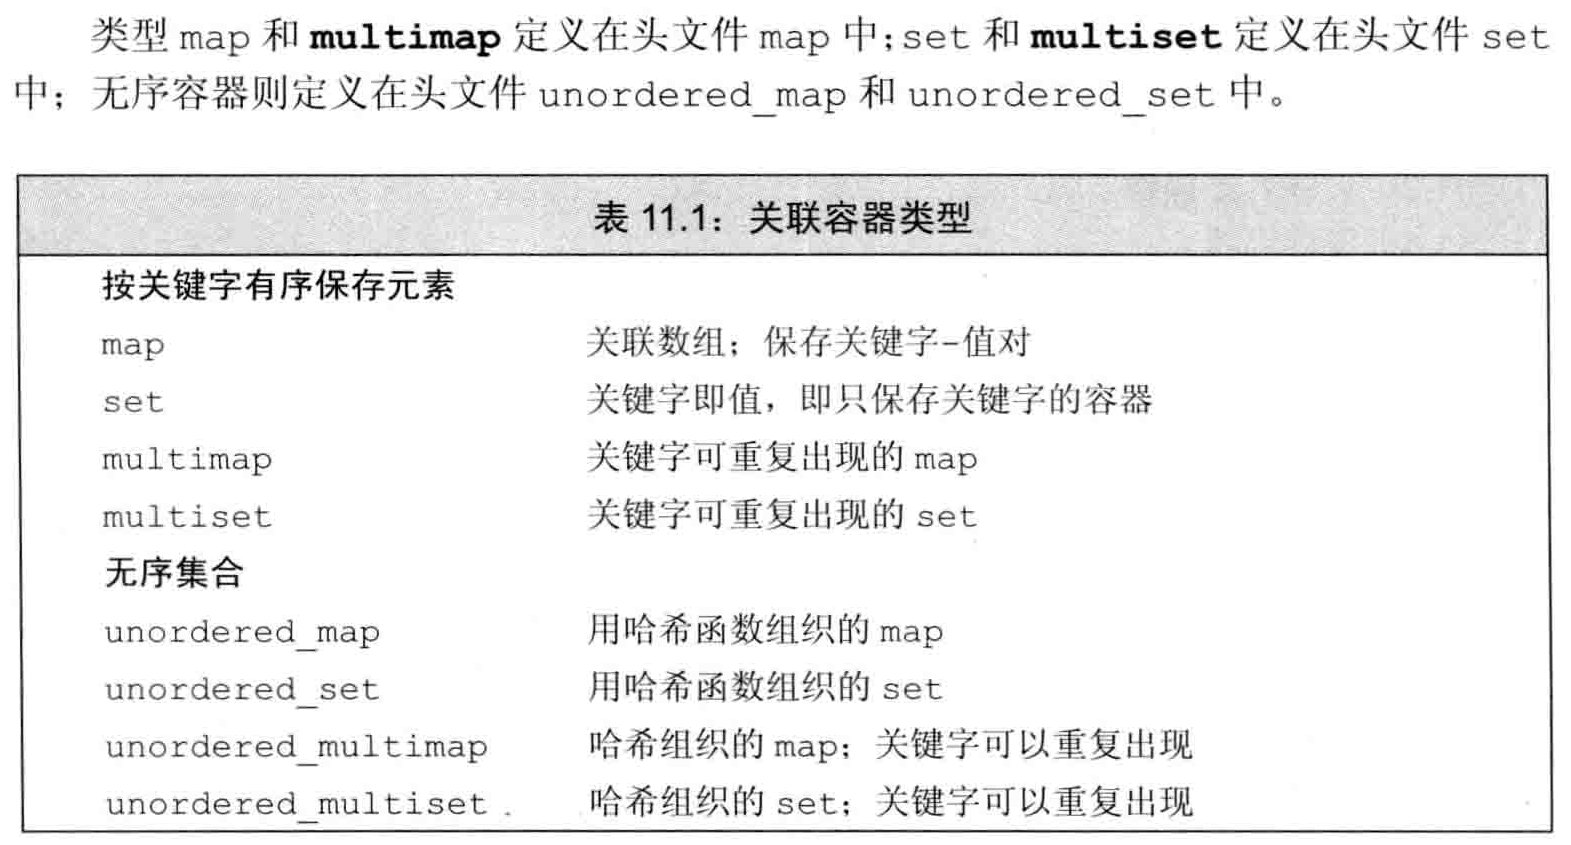 类型 map 和 multimap 定义在头文件 map 中;set 和 multiset 定义在头文件 set
中；无序容器则定义在头文件 unordered_map 和 unordered_set 中。
表 11.1：关联容器类型
按关键字有序保存元素
map 关联数组；保存关键字-值对
set 关键字即值，即只保存关键字的容器
multimap 关键字可重复出现的 map
multiset 关键字可重复出现的 set
无序集合
unordered_map 用哈希函数组织的 map
unordered_set 用哈希函数组织的 set
unordered_multimap 哈希组织的 map；关键字可以重复出现
unordered_multiset 哈希组织的 set；关键字可以重复出现